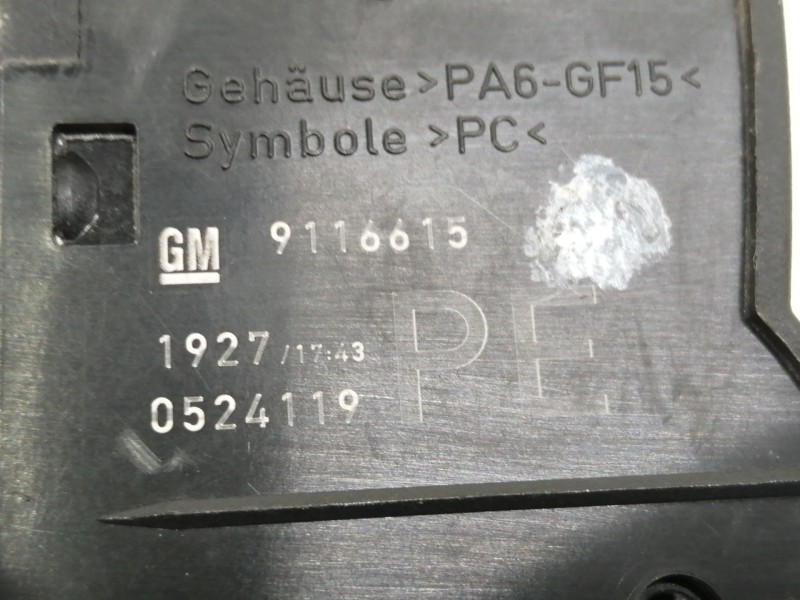 Gehäuse >PA6-GF15<
Symbole >PC<
GM 9116615
1927/17:43
0524119
PE